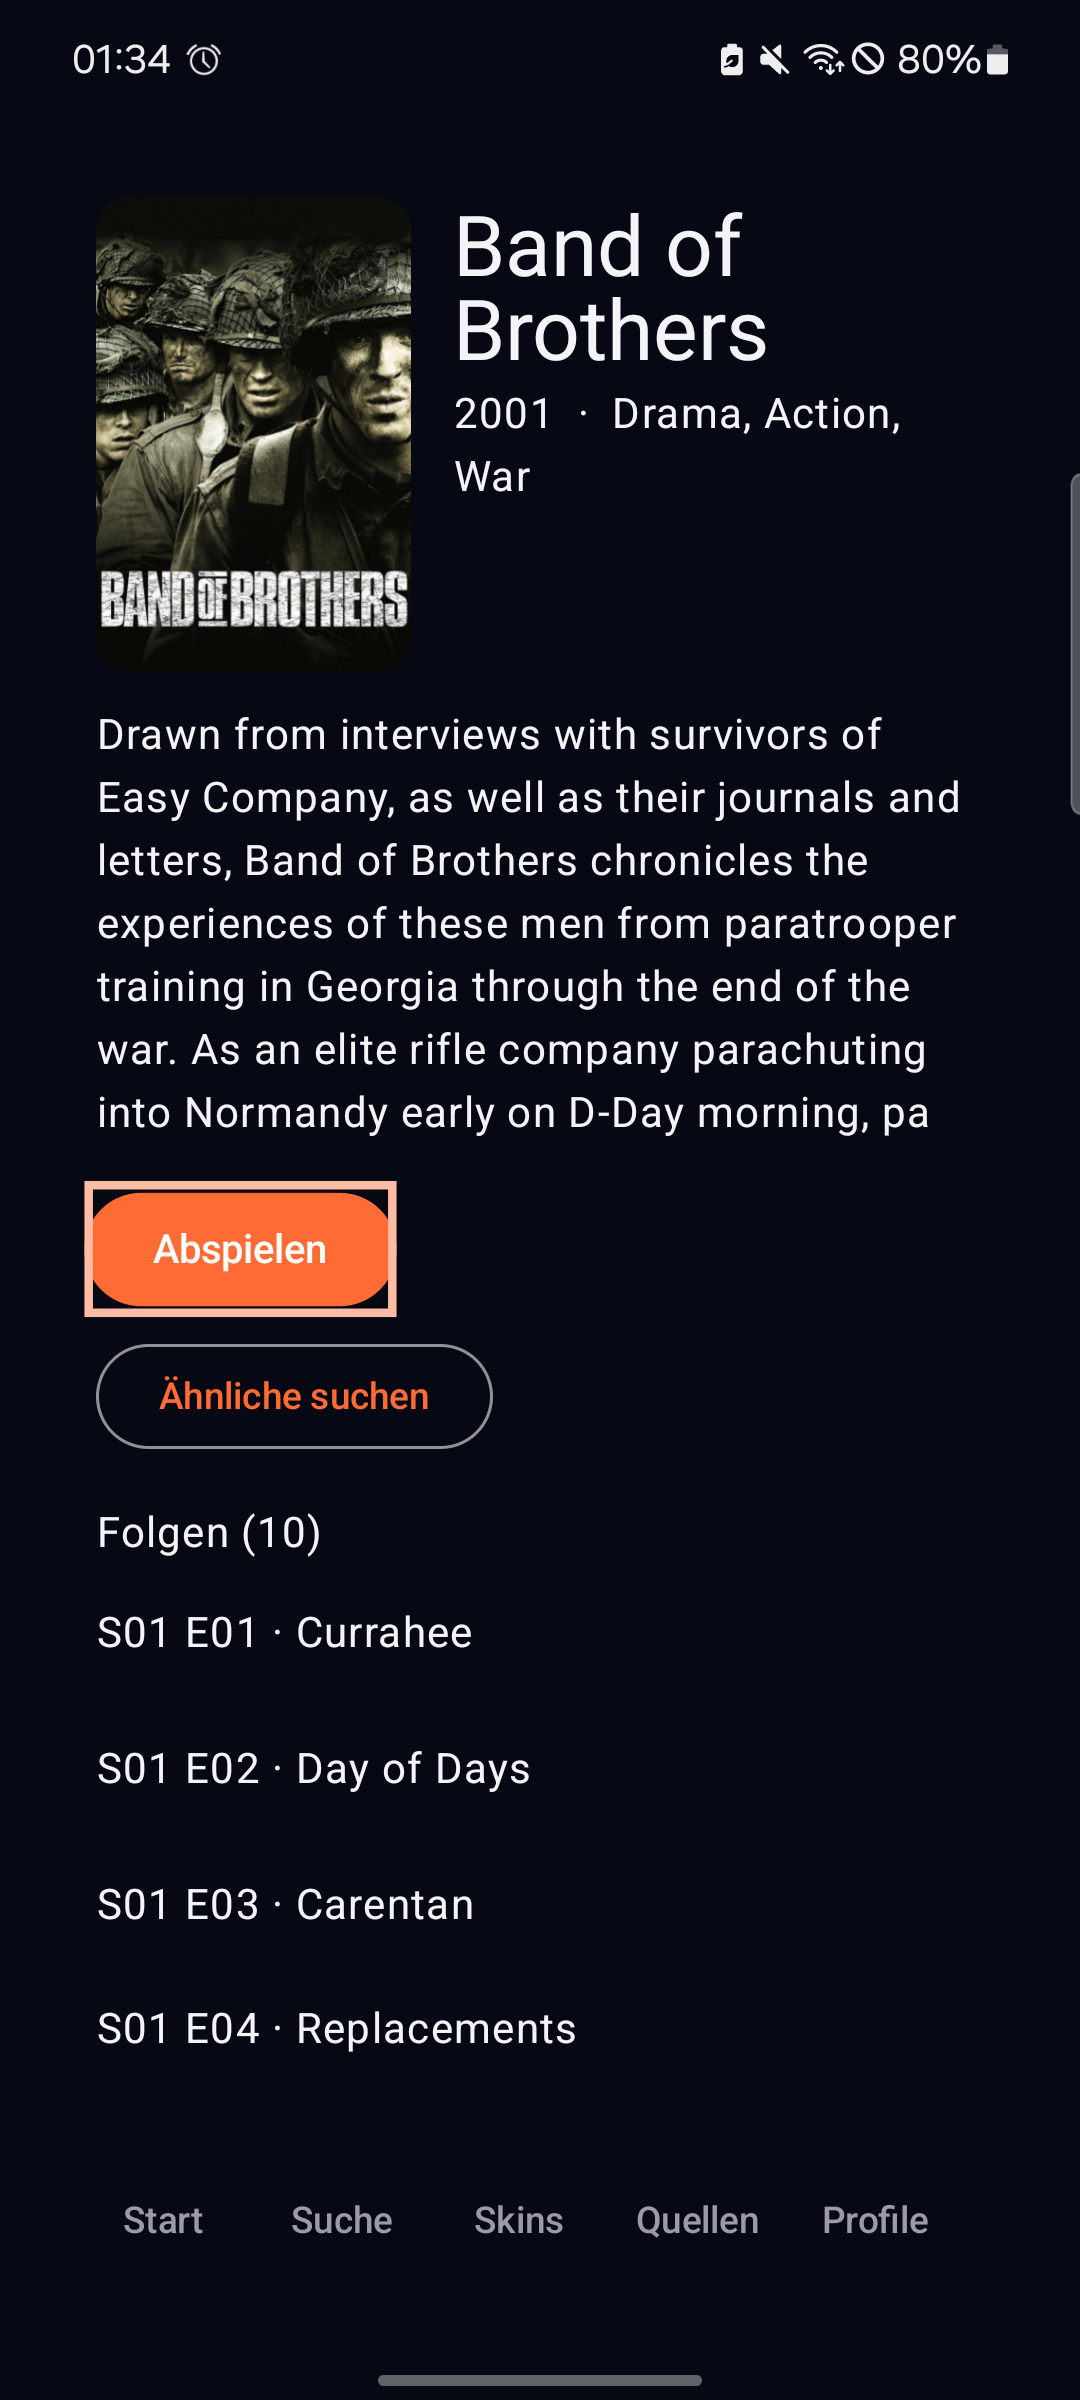 01:34
80%
BAND OF BROTHERS
Band of
Brothers
2001 · Drama, Action,
War
Drawn from interviews with survivors of
Easy Company, as well as their journals and
letters, Band of Brothers chronicles the
experiences of these men from paratrooper
training in Georgia through the end of the
war. As an elite rifle company parachuting
into Normandy early on D-Day morning, pa
Abspielen
Ähnliche suchen
Folgen (10)
S01 E01 · Currahee
S01 E02 · Day of Days
S01 E03 · Carentan
S01 E04 · Replacements
Start Suche Skins Quellen Profile